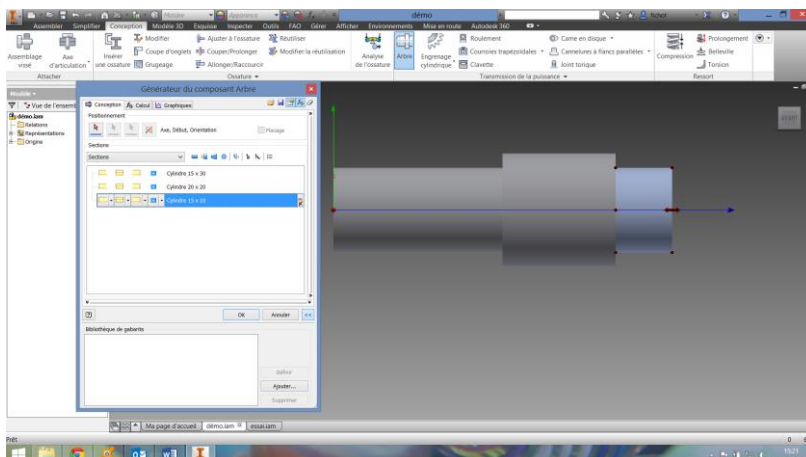 démo
Assembler Simplifier Conception Modèle 3D Esquisse Inspecter Outils FAO Gérer Afficher Environnements Mise en route Autodesk 360
Assemblage vissé
Axe d'articulation
Insérer une ossature
Modifier
Coupe d'onglets
Grugeage
Ajuster à l'ossature
Couper/Prolonger
Allonger/Raccourcir
Réutiliser
Modifier la réutilisation
Analyse de l'ossature
Arbre
Engrenage cylindrique
Roulement
Courroies trapézoïdales
Clavette
Came en disque
Cannelures à flancs parallèles
Joint torique
Compression
Prolongement
Belleville
Torsion
Attacher
Ossature
Transmission de la puissance
Ressort
Modèle
Vue de l'ensem
démo.iam
Relations
Représentations
Origine
Générateur du composant Arbre
Conception Calcul Graphiques
Positionnement
Axe, Début, Orientation
Placage
Sections
Sections
Cylindre 15 x 30
Cylindre 20 x 20
Cylindre 15 x 10
OK Annuler <<
Bibliothèque de gabarits
Définir
Ajouter...
Supprimer
Ma page d'accueil démo.iam essai.iam
Prêt
15:21